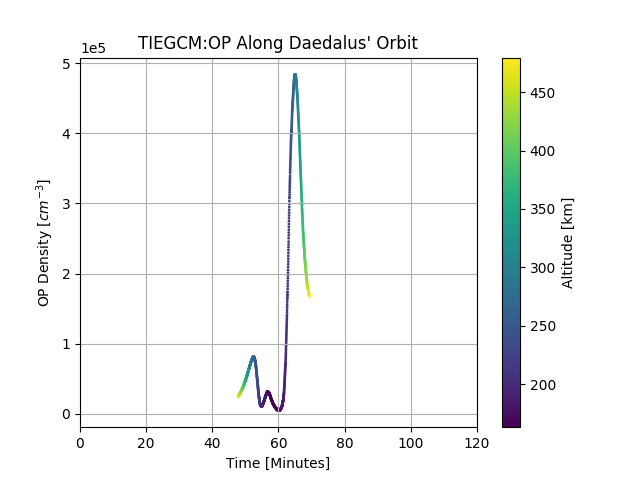 TIEGCM:OP Along Daedalus' Orbit
1e5
5
4
3
2
1
0
OP Density [cm⁻³]
0 20 40 60 80 100 120
Time [Minutes]
450
400
350
300
250
200
Altitude [km]